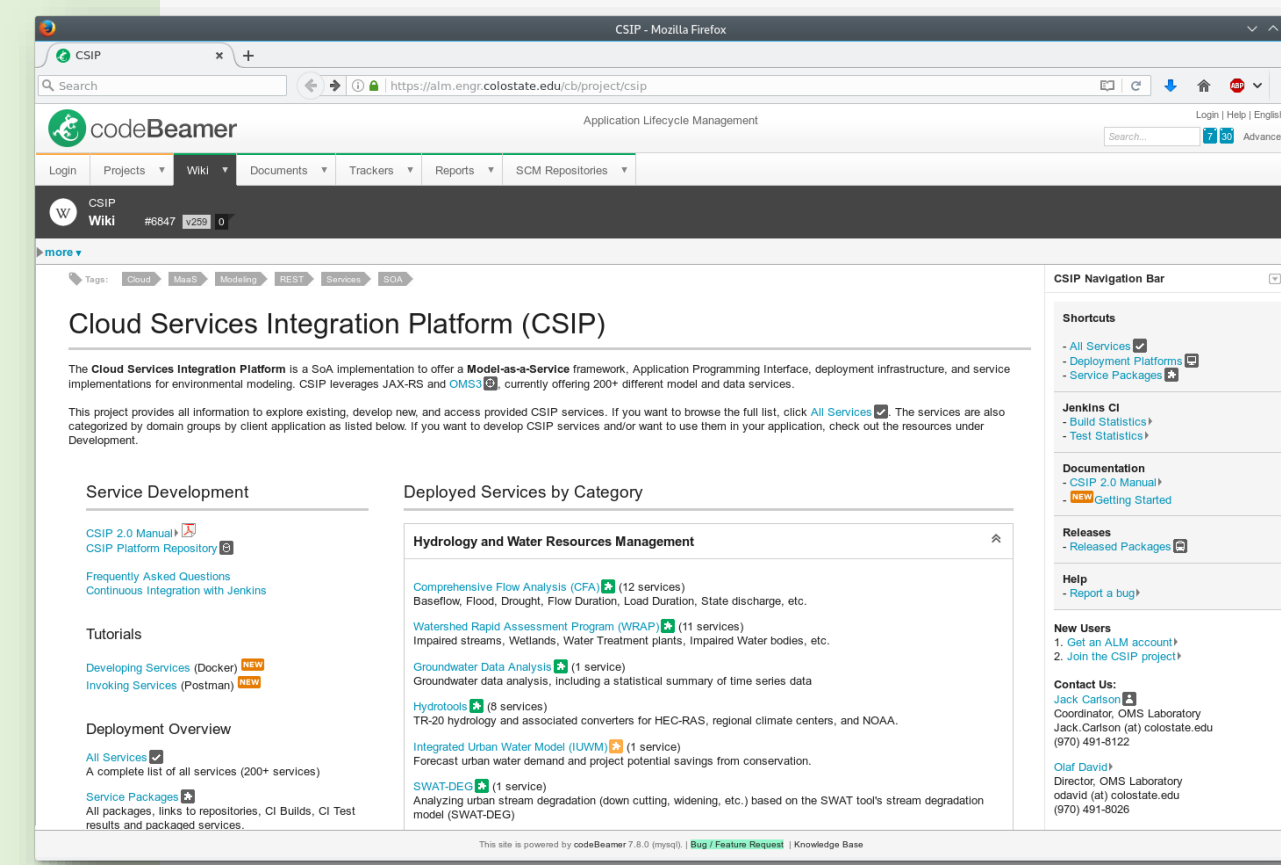 CSIP - Mozilla Firefox
CSIP
Search
https://alm.engr.colostate.edu/cb/project/csip
ABP
codeBeamer
Application Lifecycle Management
Login | Help | English
Search...
7 30 Advance
Login Projects Wiki Documents Trackers Reports SCM Repositories
W
CSIP
Wiki #6847 v259 0
more
Tags: Cloud MaaS Modeling REST Services SOA
Cloud Services Integration Platform (CSIP)
The Cloud Services Integration Platform is a SoA implementation to offer a Model-as-a-Service framework, Application Programming Interface, deployment infrastructure, and service
implementations for environmental modeling. CSIP leverages JAX-RS and OMS3, currently offering 200+ different model and data services.
This project provides all information to explore existing, develop new, and access provided CSIP services. If you want to browse the full list, click All Services. The services are also
categorized by domain groups by client application as listed below. If you want to develop CSIP services and/or want to use them in your application, check out the resources under
Development.
Service Development
CSIP 2.0 Manual
CSIP Platform Repository
Frequently Asked Questions
Continuous Integration with Jenkins
Tutorials
Developing Services (Docker) NEW
Invoking Services (Postman) NEW
Deployment Overview
All Services
A complete list of all services (200+ services)
Service Packages
All packages, links to repositories, CI Builds, CI Test
results and packaged services.
Deployed Services by Category
Hydrology and Water Resources Management
Comprehensive Flow Analysis (CFA) (12 services)
Baseflow, Flood, Drought, Flow Duration, Load Duration, State discharge, etc.
Watershed Rapid Assessment Program (WRAP) (11 services)
Impaired streams, Wetlands, Water Treatment plants, Impaired Water bodies, etc.
Groundwater Data Analysis (1 service)
Groundwater data analysis, including a statistical summary of time series data
Hydrotools (8 services)
TR-20 hydrology and associated converters for HEC-RAS, regional climate centers, and NOAA.
Integrated Urban Water Model (IUWM) (1 service)
Forecast urban water demand and project potential savings from conservation.
SWAT-DEG (1 service)
Analyzing urban stream degradation (down cutting, widening, etc.) based on the SWAT tool's stream degradation
model (SWAT-DEG)
CSIP Navigation Bar
Shortcuts
- All Services
- Deployment Platforms
- Service Packages
Jenkins CI
- Build Statistics
- Test Statistics
Documentation
- CSIP 2.0 Manual
- NEW Getting Started
Releases
- Released Packages
Help
- Report a bug
New Users
1. Get an ALM account
2. Join the CSIP project
Contact Us:
Jack Carlson
Coordinator, OMS Laboratory
Jack.Carlson (at) colostate.edu
(970) 491-8122
Olaf David
Director, OMS Laboratory
odavid (at) colostate.edu
(970) 491-8026
This site is powered by codeBeamer 7.8.0 (mysql). | Bug / Feature Request | Knowledge Base